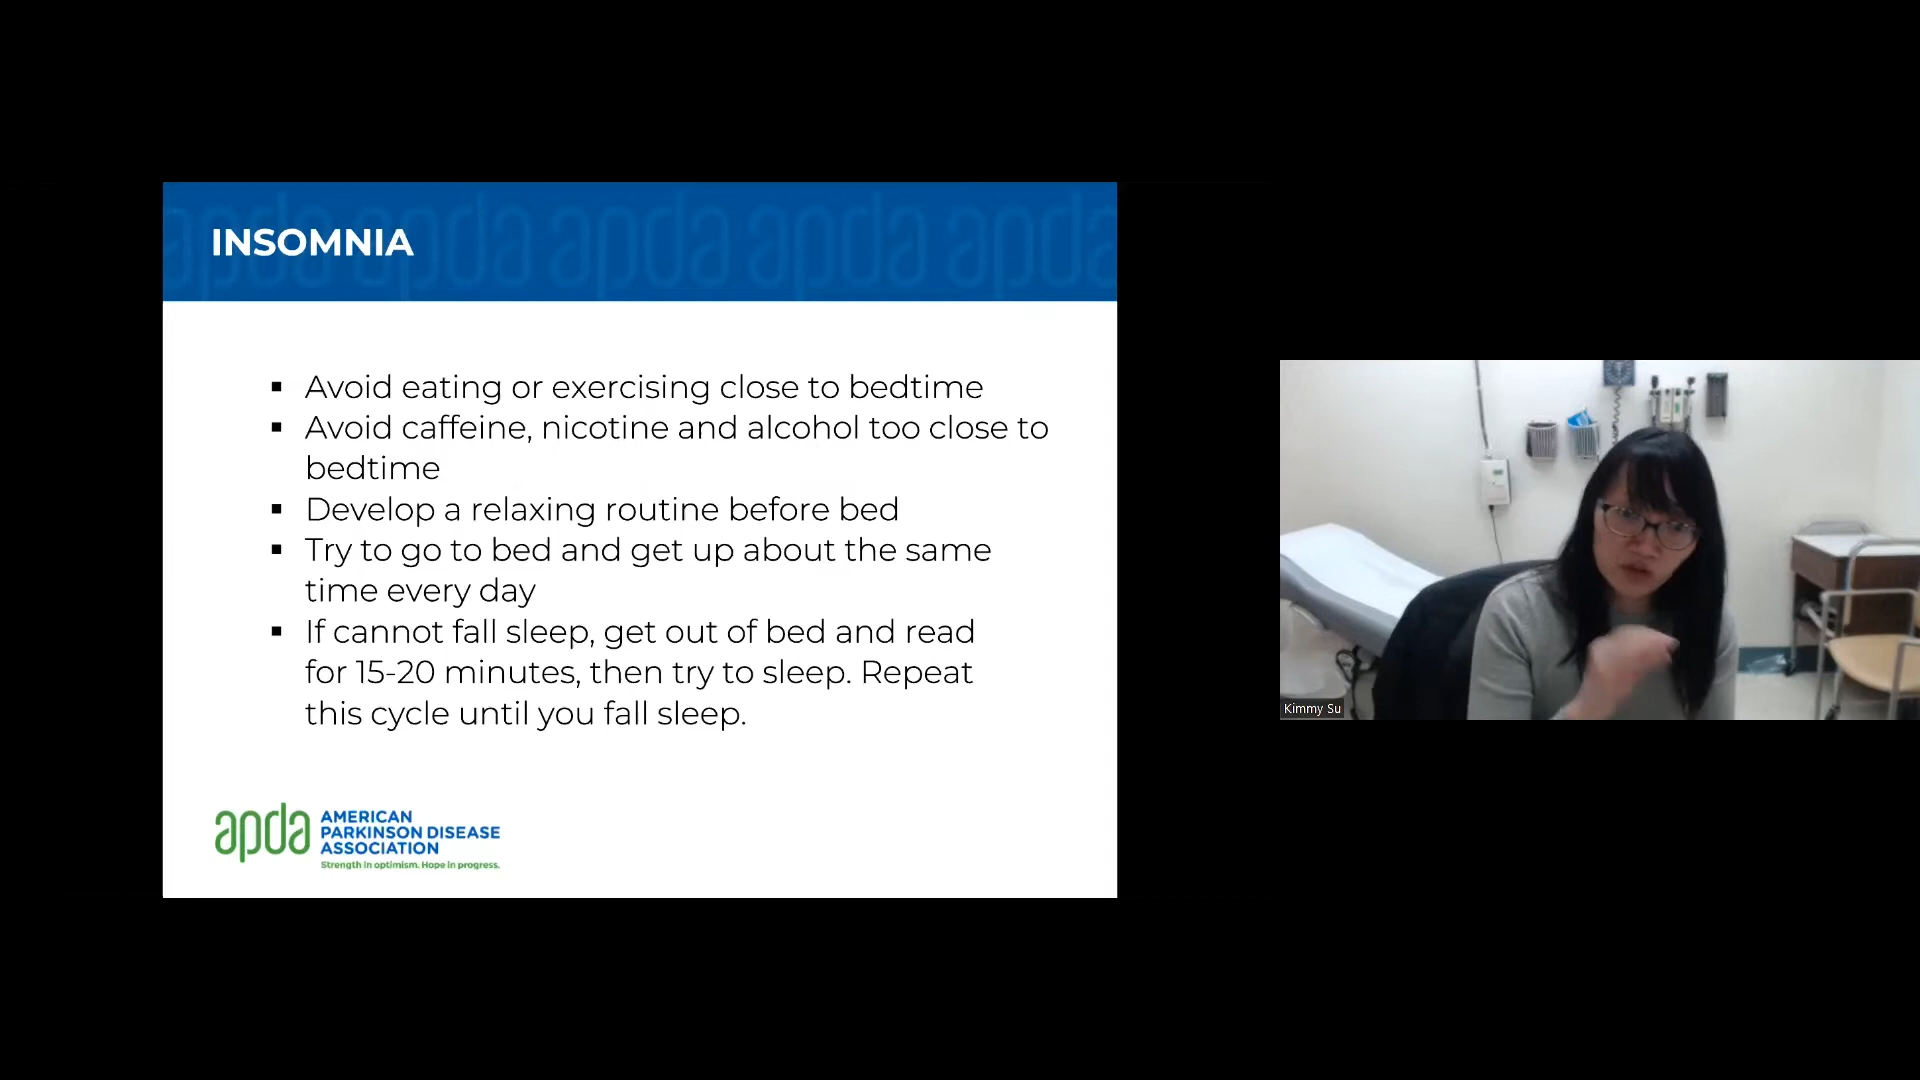 INSOMNIA
▪ Avoid eating or exercising close to bedtime
▪ Avoid caffeine, nicotine and alcohol too close to
bedtime
▪ Develop a relaxing routine before bed
▪ Try to go to bed and get up about the same
time every day
▪ If cannot fall sleep, get out of bed and read
for 15-20 minutes, then try to sleep. Repeat
this cycle until you fall sleep.
apda
AMERICAN
PARKINSON DISEASE
ASSOCIATION
Strength in optimism. Hope in progress.
Kimmy Su